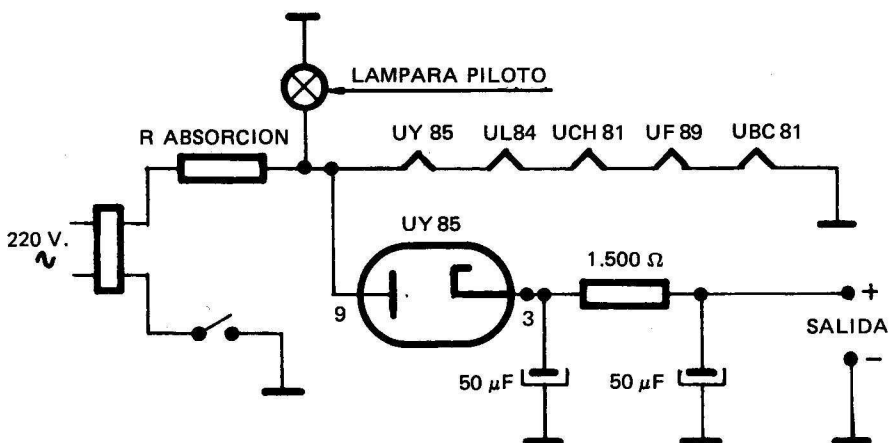 LAMPARA PILOTO
R ABSORCION
UY 85 UL84 UCH 81 UF 89 UBC 81
UY 85
220 V.
∿
1.500 Ω
9
3
+
SALIDA
−
50 µF
50 µF